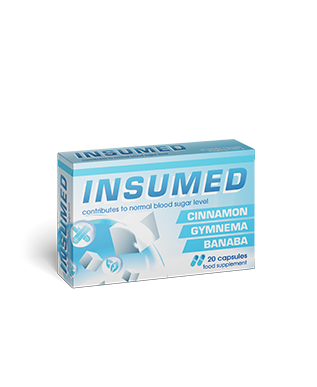 INSUMED
contributes to normal blood sugar level
CINNAMON
GYMNEMA
BANABA
20 capsules
food supplement